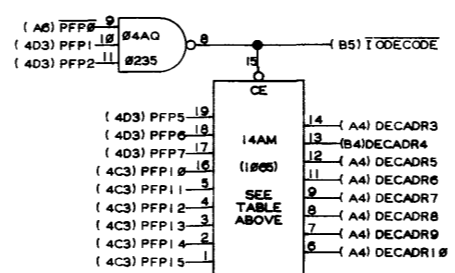 (A6) PFPØ 9
(4D3) PFP1 10
(4D3) PFP2 11
Ø4AQ
Ø235
8
(B5) IODECODE
15
CE
(4D3) PFP5 19
(4D3) PFP6 18
(4D3) PFP7 17
(4C3) PFP1Ø 16
(4C3) PFP11 5
(4C3) PFP12 4
(4C3) PFP13 3
(4C3) PFP14 2
(4C3) PFP15 1
14AM
(1Ø65)
SEE
TABLE
ABOVE
14 (A4) DECADR3
13 (B4) DECADR4
12 (A4) DECADR5
11 (A4) DECADR6
9 (A4) DECADR7
8 (A4) DECADR8
7 (A4) DECADR9
6 (A4) DECADR1Ø